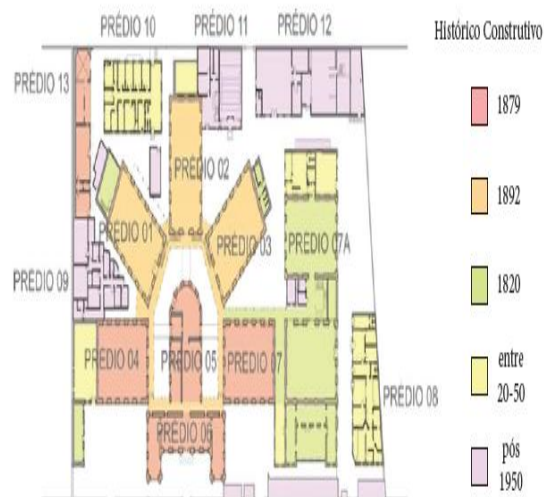 PRÉDIO 10
PRÉDIO 11
PRÉDIO 12
Histórico Construtivo
PRÉDIO 13
1879
PRÉDIO 02
1892
PRÉDIO 01
PRÉDIO 03
PRÉDIO 07A
PRÉDIO 09
1820
PRÉDIO 04
PRÉDIO 05
PRÉDIO 07
entre
20-50
PRÉDIO 08
PRÉDIO 06
pós
1950